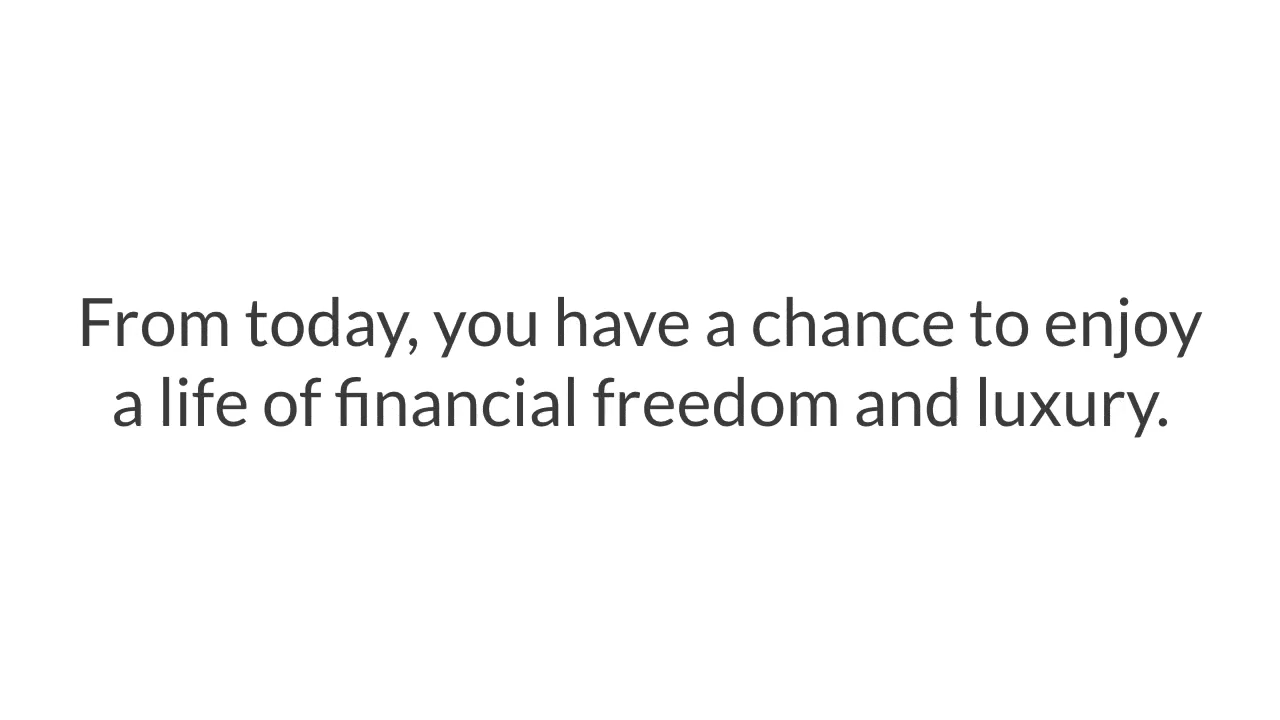 From today, you have a chance to enjoy
a life of financial freedom and luxury.